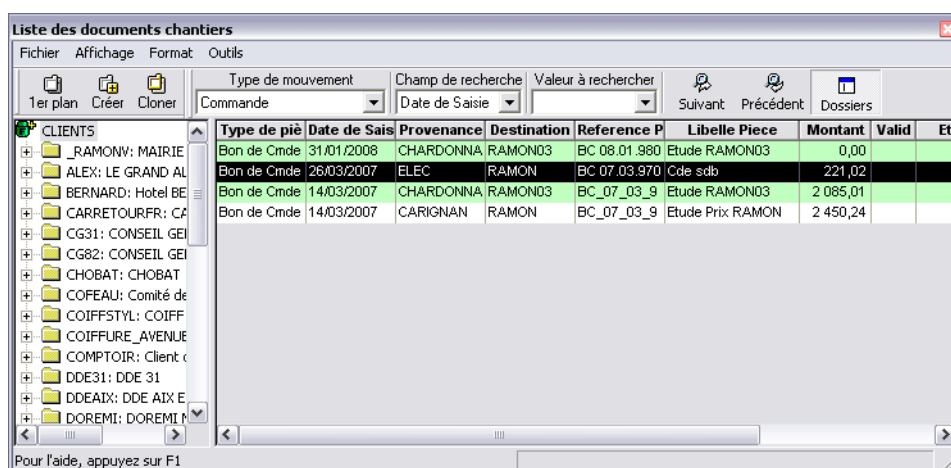 Liste des documents chantiers
Fichier Affichage Format Outils
Type de mouvement Champ de recherche Valeur à rechercher
1er plan Créer Cloner Commande Date de Saisie Suivant Précédent Dossiers
CLIENTS
_RAMONV: MAIRIE
ALEX: LE GRAND AL
BERNARD: Hotel BE
CARRETOURFR: CA
CG31: CONSEIL GEI
CG82: CONSEIL GEI
CHOBAT: CHOBAT
COFEAU: Comité de
COIFFSTYL: COIFF
COIFFURE_AVENUE
COMPTOIR: Client
DDE31: DDE 31
DDEAIX: DDE AIX E
DOREMI: DOREMI
Type de piè Date de Sais Provenance Destination Reference P Libelle Piece Montant Valid Et
Bon de Cmde 31/01/2008 CHARDONNA RAMON03 BC 08.01.980 Etude RAMON03 0,00
Bon de Cmde 26/03/2007 ELEC RAMON BC 07.03.970 Cde sdb 221,02
Bon de Cmde 14/03/2007 CHARDONNA RAMON03 BC_07_03_9 Etude RAMON03 2 085,01
Bon de Cmde 14/03/2007 CARIGNAN RAMON BC_07_03_9 Etude Prix RAMON 2 450,24
Pour l'aide, appuyez sur F1